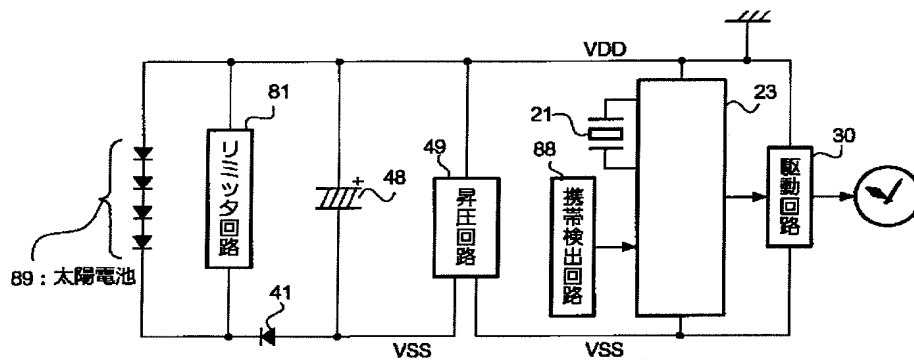 VDD
81
リミッタ回路
89：太陽電池
41
+
48
VSS
49
昇圧回路
21
88
携帯検出回路
23
VSS
30
駆動回路